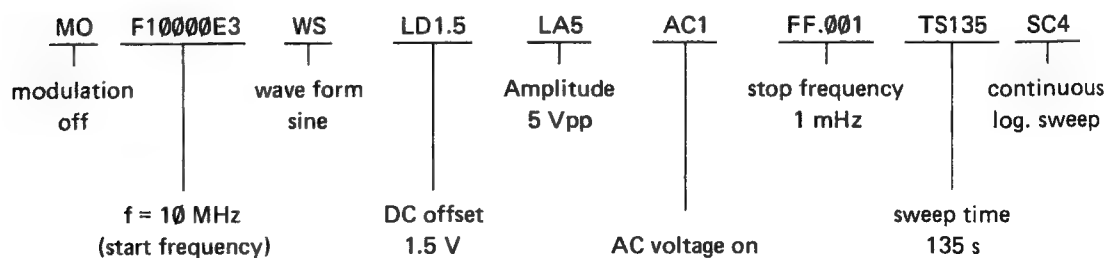 MO F10000E3 WS LD1.5 LA5 AC1 FF.001 TS135 SC4
modulation wave form Amplitude stop frequency continuous
off sine 5 Vpp 1 mHz log. sweep
f = 10 MHz DC offset sweep time
(start frequency) 1.5 V AC voltage on 135 s